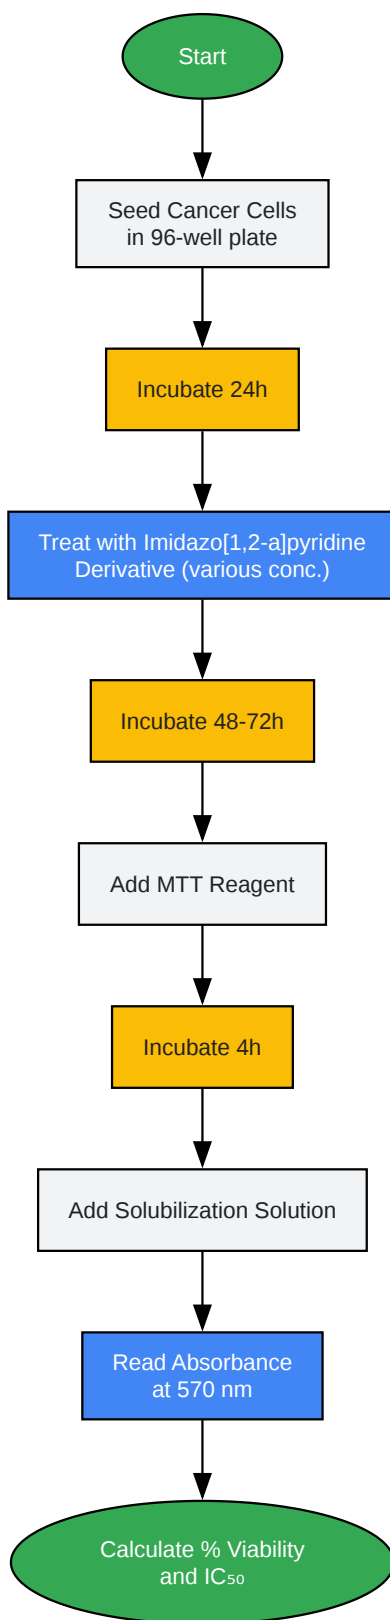 Start
Seed Cancer Cells
in 96-well plate
Incubate 24h
Treat with Imidazo[1,2-a]pyridine
Derivative (various conc.)
Incubate 48-72h
Add MTT Reagent
Incubate 4h
Add Solubilization Solution
Read Absorbance
at 570 nm
Calculate % Viability
and IC₅₀